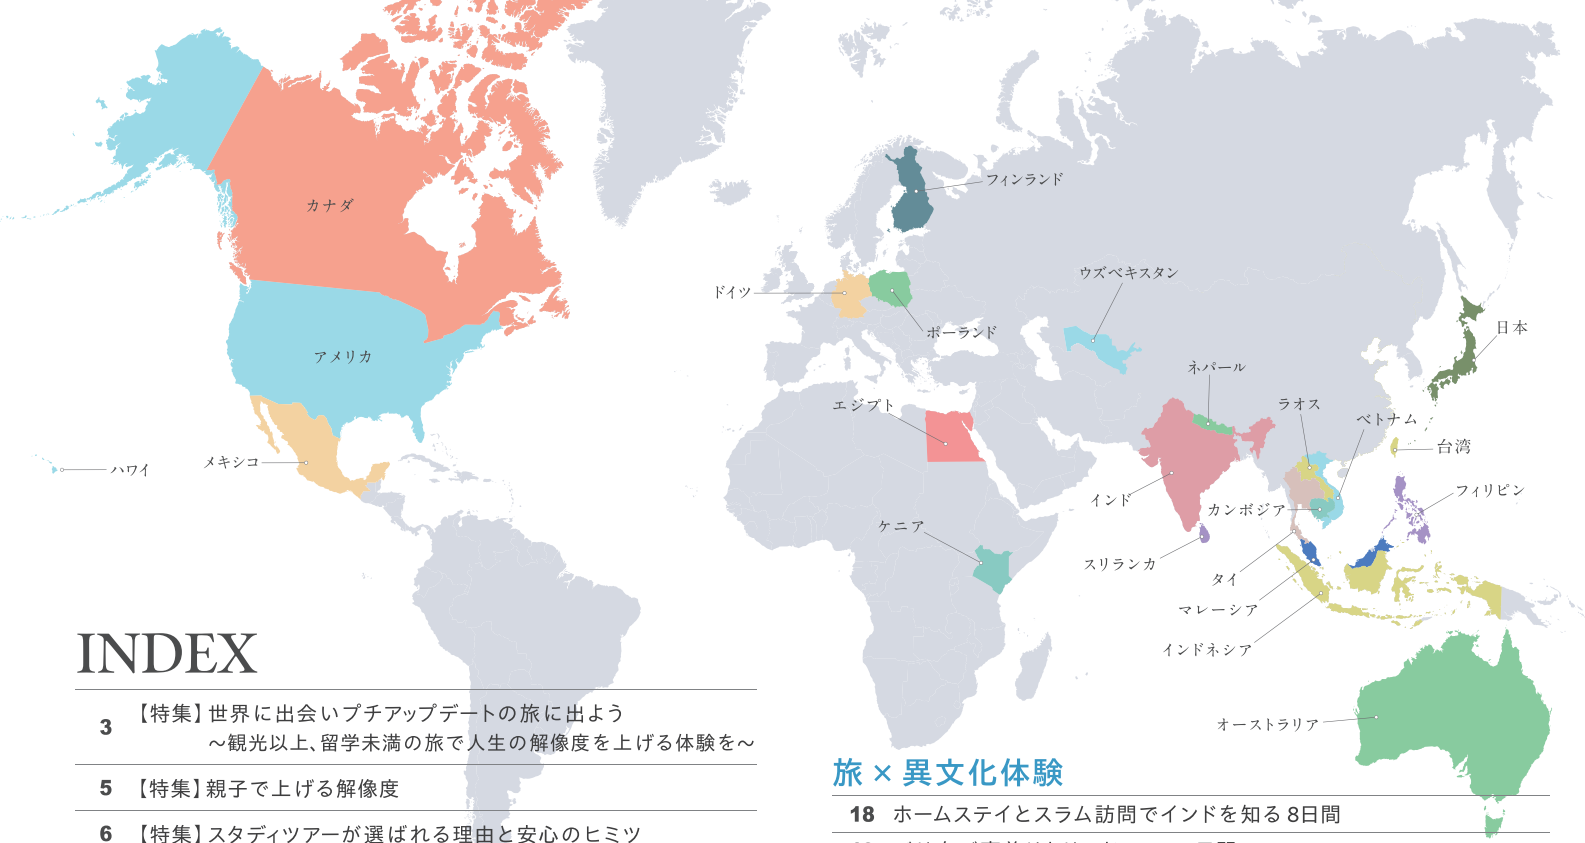 カナダ
フィンランド
ウズベキスタン
ドイツ
ポーランド
日本
アメリカ
ネパール
エジプト
ラオス
ベトナム
台湾
ハワイ
メキシコ
フィリピン
インド
カンボジア
ケニア
スリランカ
タイ
マレーシア
インドネシア
オーストラリア
INDEX
3 【特集】世界に出会いプチアップデートの旅に出よう
〜観光以上、留学未満の旅で人生の解像度を上げる体験を〜
5 【特集】親子で上げる解像度
6 【特集】スタディツアーが選ばれる理由と安心のヒミツ
旅×異文化体験
18 ホームステイとスラム訪問でインドを知る 8日間